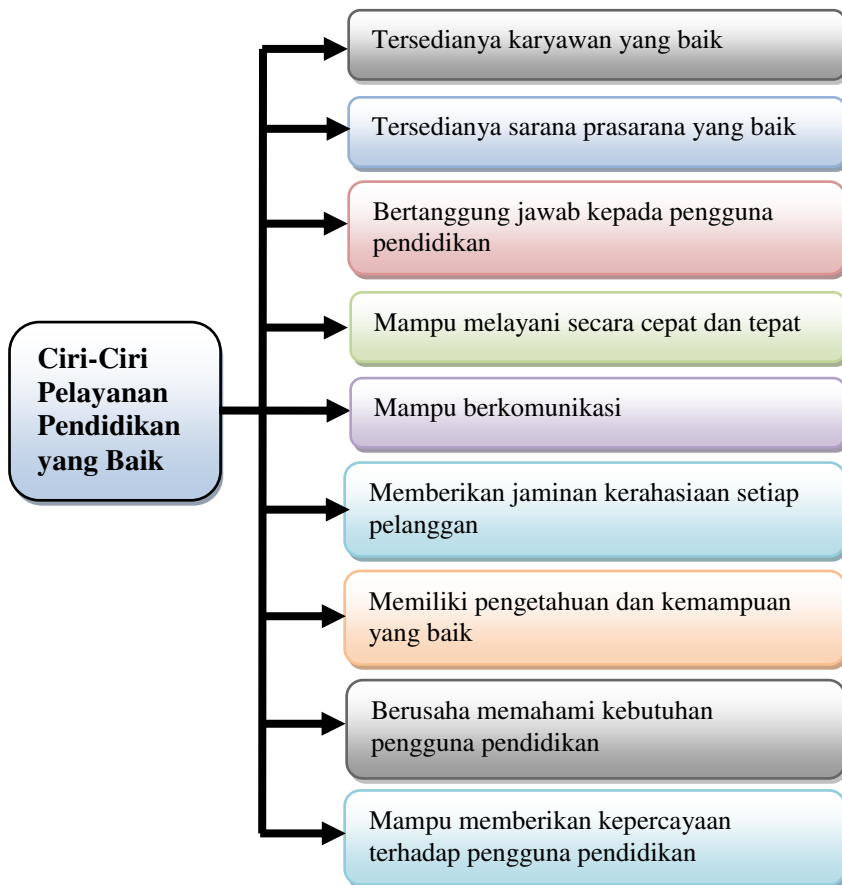 Tersedianya karyawan yang baik
Tersedianya sarana prasarana yang baik
Bertanggung jawab kepada pengguna
pendidikan
Mampu melayani secara cepat dan tepat
Ciri-Ciri
Pelayanan
Pendidikan
yang Baik
Mampu berkomunikasi
Memberikan jaminan kerahasiaan setiap
pelanggan
Memiliki pengetahuan dan kemampuan
yang baik
Berusaha memahami kebutuhan
pengguna pendidikan
Mampu memberikan kepercayaan
terhadap pengguna pendidikan